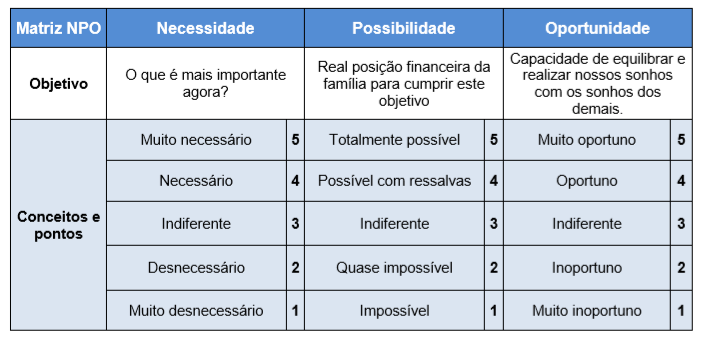 Matriz NPO Necessidade Possibilidade Oportunidade
Objetivo
O que é mais importante
agora?
Real posição financeira da
família para cumprir este
objetivo
Capacidade de equilibrar e
realizar nossos sonhos
com os sonhos dos
demais.
Conceitos e
pontos
Muito necessário 5 Totalmente possível 5 Muito oportuno 5
Necessário 4 Possível com ressalvas 4 Oportuno 4
Indiferente 3 Indiferente 3 Indiferente 3
Desnecessário 2 Quase impossível 2 Inoportuno 2
Muito desnecessário 1 Impossível 1 Muito inoportuno 1